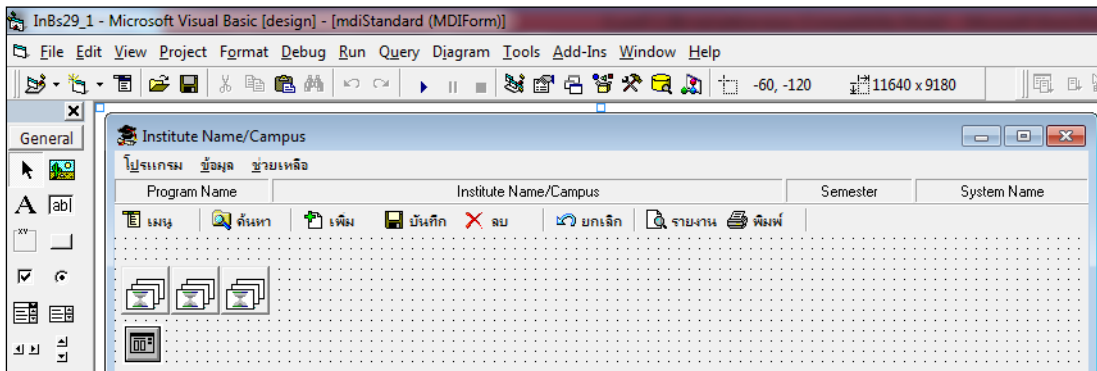 InBs29_1 - Microsoft Visual Basic [design] - [mdiStandard (MDIForm)]
File Edit View Project Format Debug Run Query Diagram Tools Add-Ins Window Help
-60, -120 11640 x 9180
General
Institute Name/Campus
โปรแกรม ข้อมูล ช่วยเหลือ
Program Name Institute Name/Campus Semester System Name
เมนู ค้นหา เพิ่ม บันทึก ลบ ยกเลิก รายงาน พิมพ์
A ab
xv